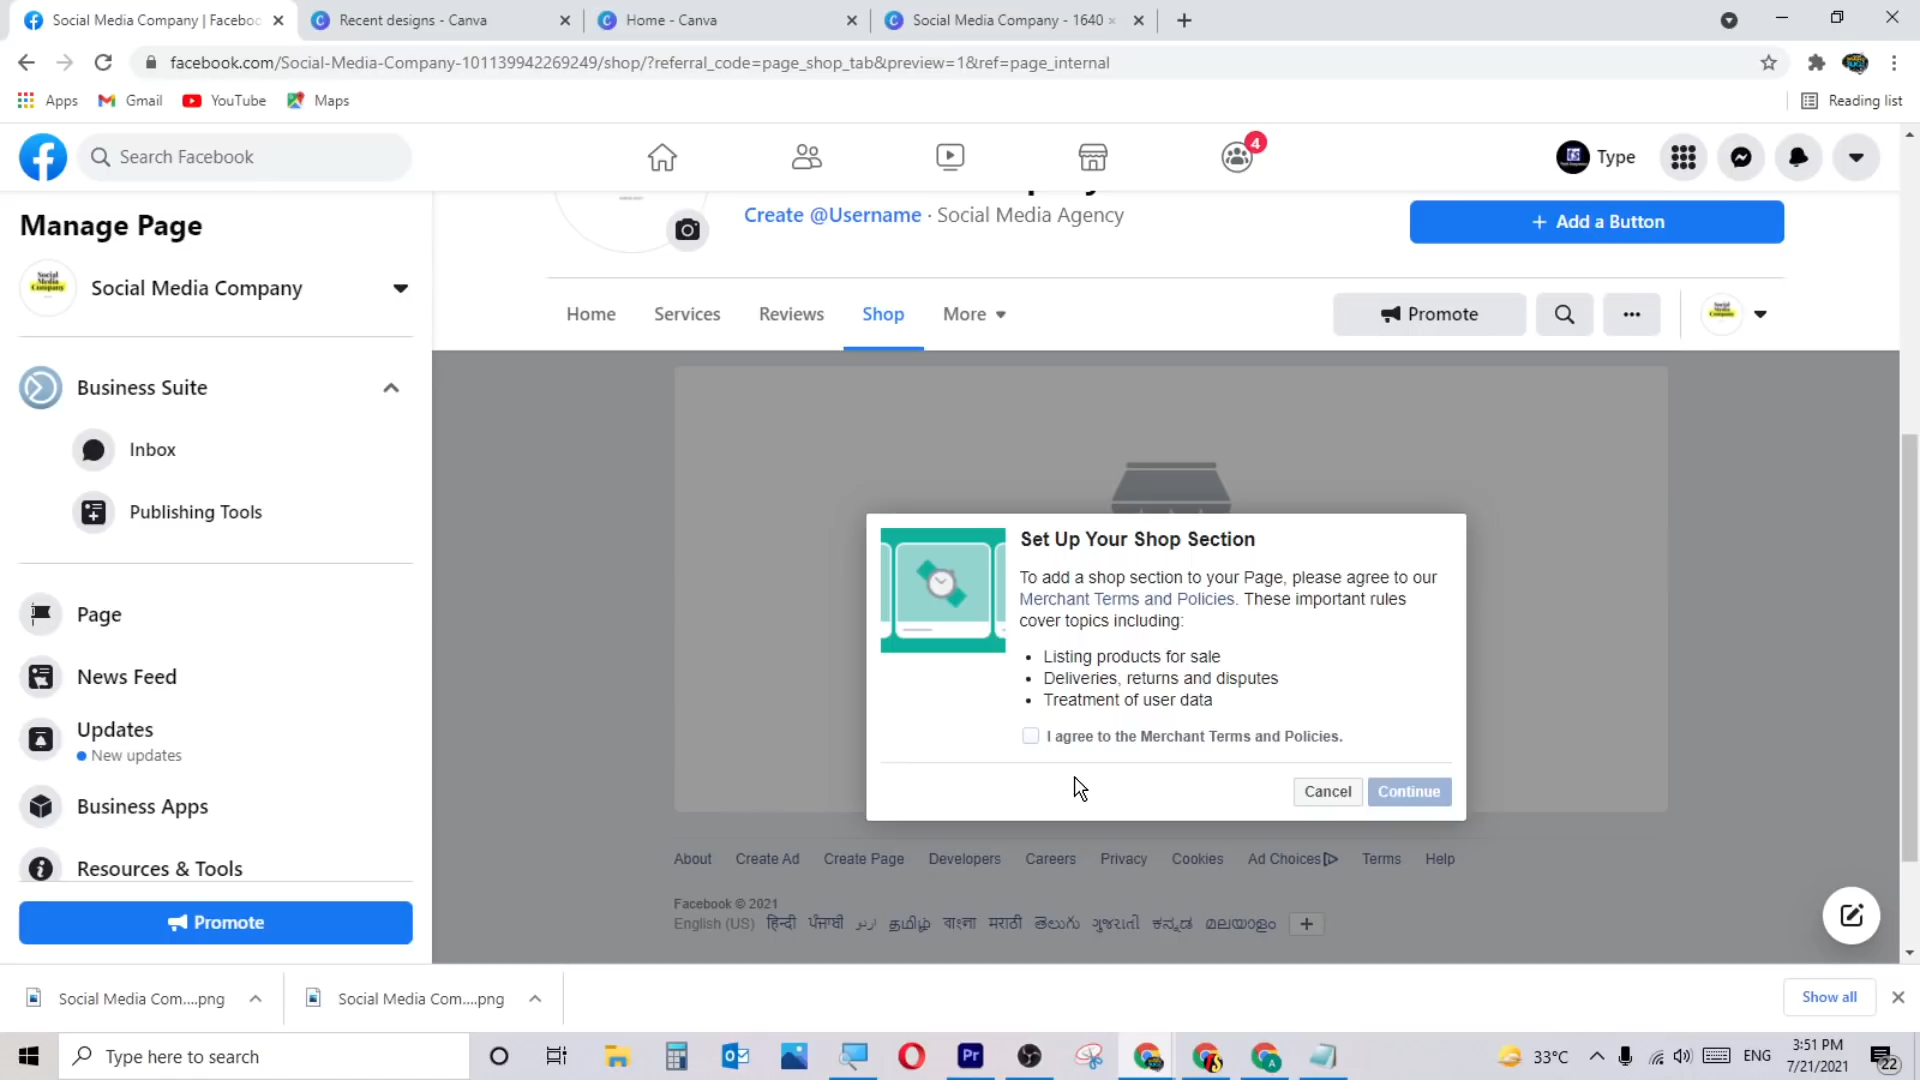 Social Media Company | Faceboo
Recent designs - Canva
Home - Canva
Social Media Company - 1640
facebook.com/Social-Media-Company-101139942269249/shop/?referral_code=page_shop_tab&preview=1&ref=page_internal
Apps
Gmail
YouTube
Maps
Reading list
Search Facebook
4
Type
Manage Page
Create @Username · Social Media Agency
+ Add a Button
Social Media Company
Social Media Company
Home
Services
Reviews
Shop
More
Promote
Business Suite
Inbox
Publishing Tools
Page
News Feed
Updates
New updates
Business Apps
Resources & Tools
Promote
Set Up Your Shop Section
To add a shop section to your Page, please agree to our
Merchant Terms and Policies. These important rules
cover topics including:
• Listing products for sale
• Deliveries, returns and disputes
• Treatment of user data
I agree to the Merchant Terms and Policies.
Cancel
Continue
About Create Ad Create Page Developers Careers Privacy Cookies Ad Choices Terms Help
Facebook © 2021
English (US) हिन्दी ਪੰਜਾਬੀ اردو தமிழ் বাংলা मराठी తెలుగు ગુજરાતી ಕನ್ನಡ മലയാളം +
Social Media Com....png
Social Media Com....png
Show all
Type here to search
Pr
33°C
ENG
3:51 PM
7/21/2021
22